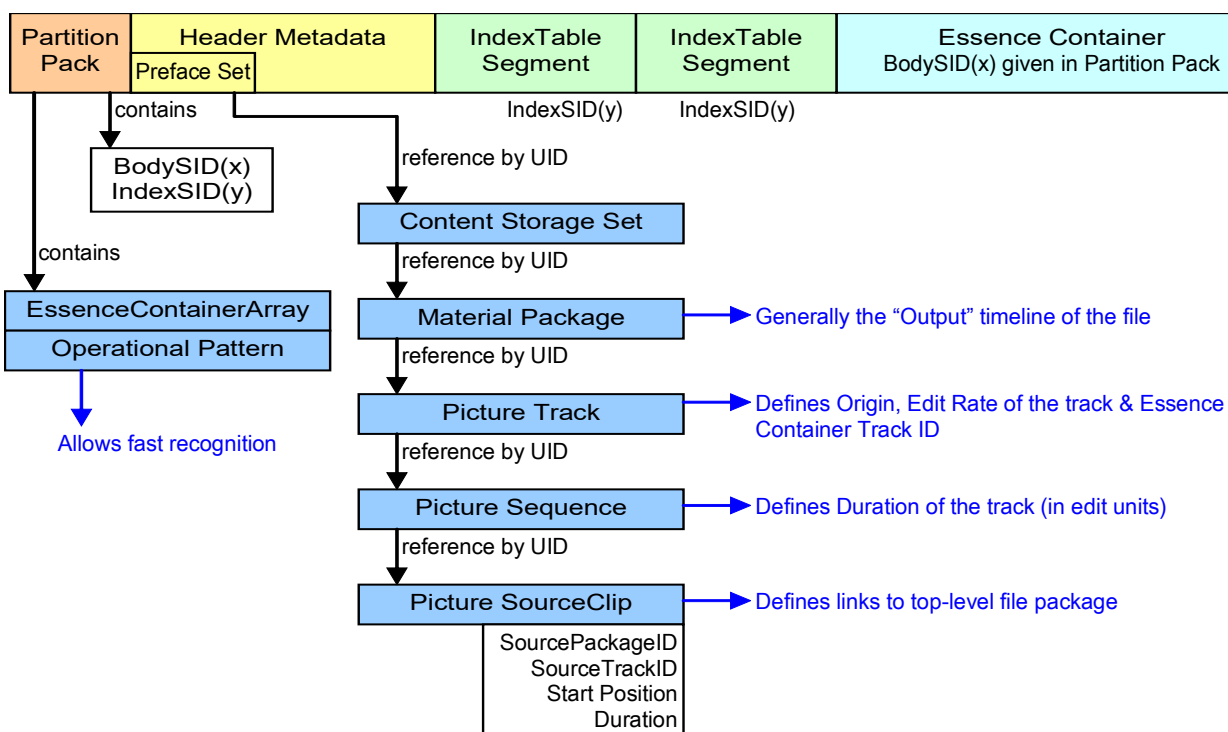 Partition
Pack
Header Metadata
Preface Set
IndexTable
Segment
IndexTable
Segment
Essence Container
BodySID(x) given in Partition Pack
contains
IndexSID(y)
IndexSID(y)
BodySID(x)
IndexSID(y)
reference by UID
Content Storage Set
contains
reference by UID
EssenceContainerArray
Operational Pattern
Material Package
Generally the “Output” timeline of the file
reference by UID
Allows fast recognition
Picture Track
Defines Origin, Edit Rate of the track & Essence
Container Track ID
reference by UID
Picture Sequence
Defines Duration of the track (in edit units)
reference by UID
Picture SourceClip
Defines links to top-level file package
SourcePackageID
SourceTrackID
Start Position
Duration